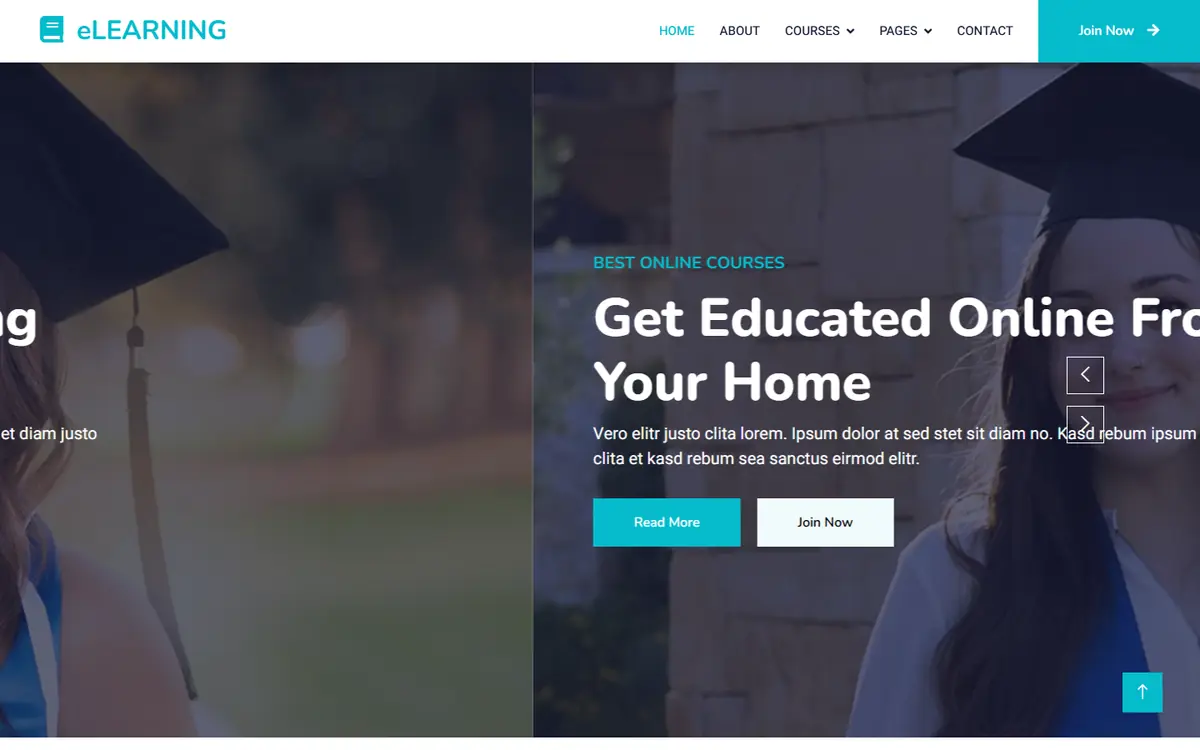 eLEARNING
HOME
ABOUT
COURSES
PAGES
CONTACT
Join Now
ng
et diam justo
BEST ONLINE COURSES
Get Educated Online Fro
Your Home
Vero elitr justo clita lorem. Ipsum dolor at sed stet sit diam no. Kasd rebum ipsum
clita et kasd rebum sea sanctus eirmod elitr.
Read More
Join Now